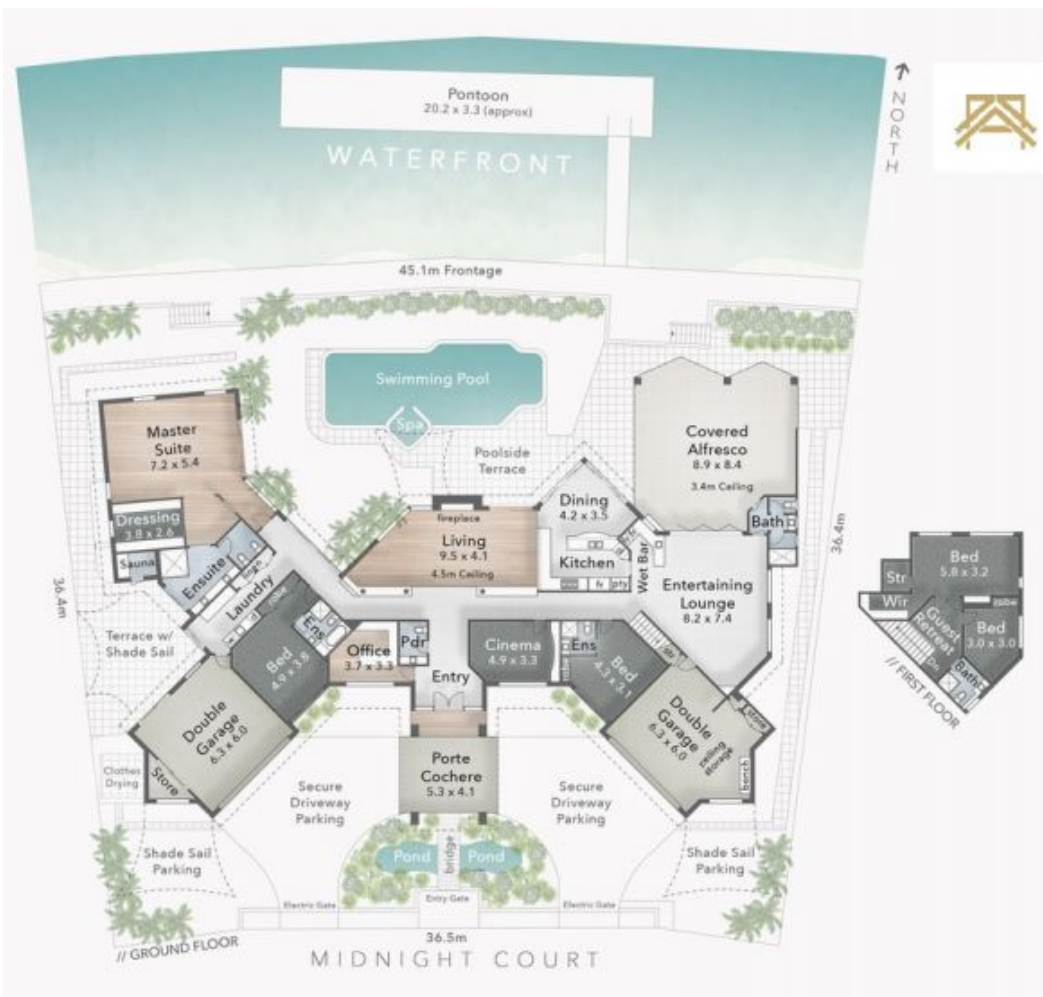 Pontoon
20.2 x 3.3 (approx)
WATERFRONT
NORTH
45.1m Frontage
Swimming Pool
Spa
Poolside
Terrace
Master
Suite
7.2 x 5.4
Covered
Alfresco
8.9 x 8.4
3.4m Ceiling
Dressing
3.8 x 2.6
Sauna
Ensuite
Laundry
Dining
4.2 x 3.5
fireplace
Living
9.5 x 4.1
4.5m Ceiling
Kitchen
fr
pty
Wet Bar
Bath
Entertaining
Lounge
8.2 x 7.4
36.4m
36.4m
Terrace w/
Shade Sail
Bed
4.9 x 3.8
Ens
Office
3.7 x 3.3
Pdr
Entry
Cinema
4.9 x 3.3
Ens
Bed
4.3 x 3.1
str
Double
Garage
6.3 x 6.0
Store
Double
Garage
6.3 x 6.0
ceiling
storage
store
bench
Clothes
Drying
Porte
Cochere
5.3 x 4.1
Secure
Driveway
Parking
Secure
Driveway
Parking
Shade Sail
Parking
Shade Sail
Parking
Pond
bridge
Pond
Electric Gate
Entry Gate
Electric Gate
36.5m
// GROUND FLOOR
MIDNIGHT COURT
Bed
5.8 x 3.2
Str
Wir
Guest
Retreat
Dn
robe
Bed
3.0 x 3.0
Bath
// FIRST FLOOR